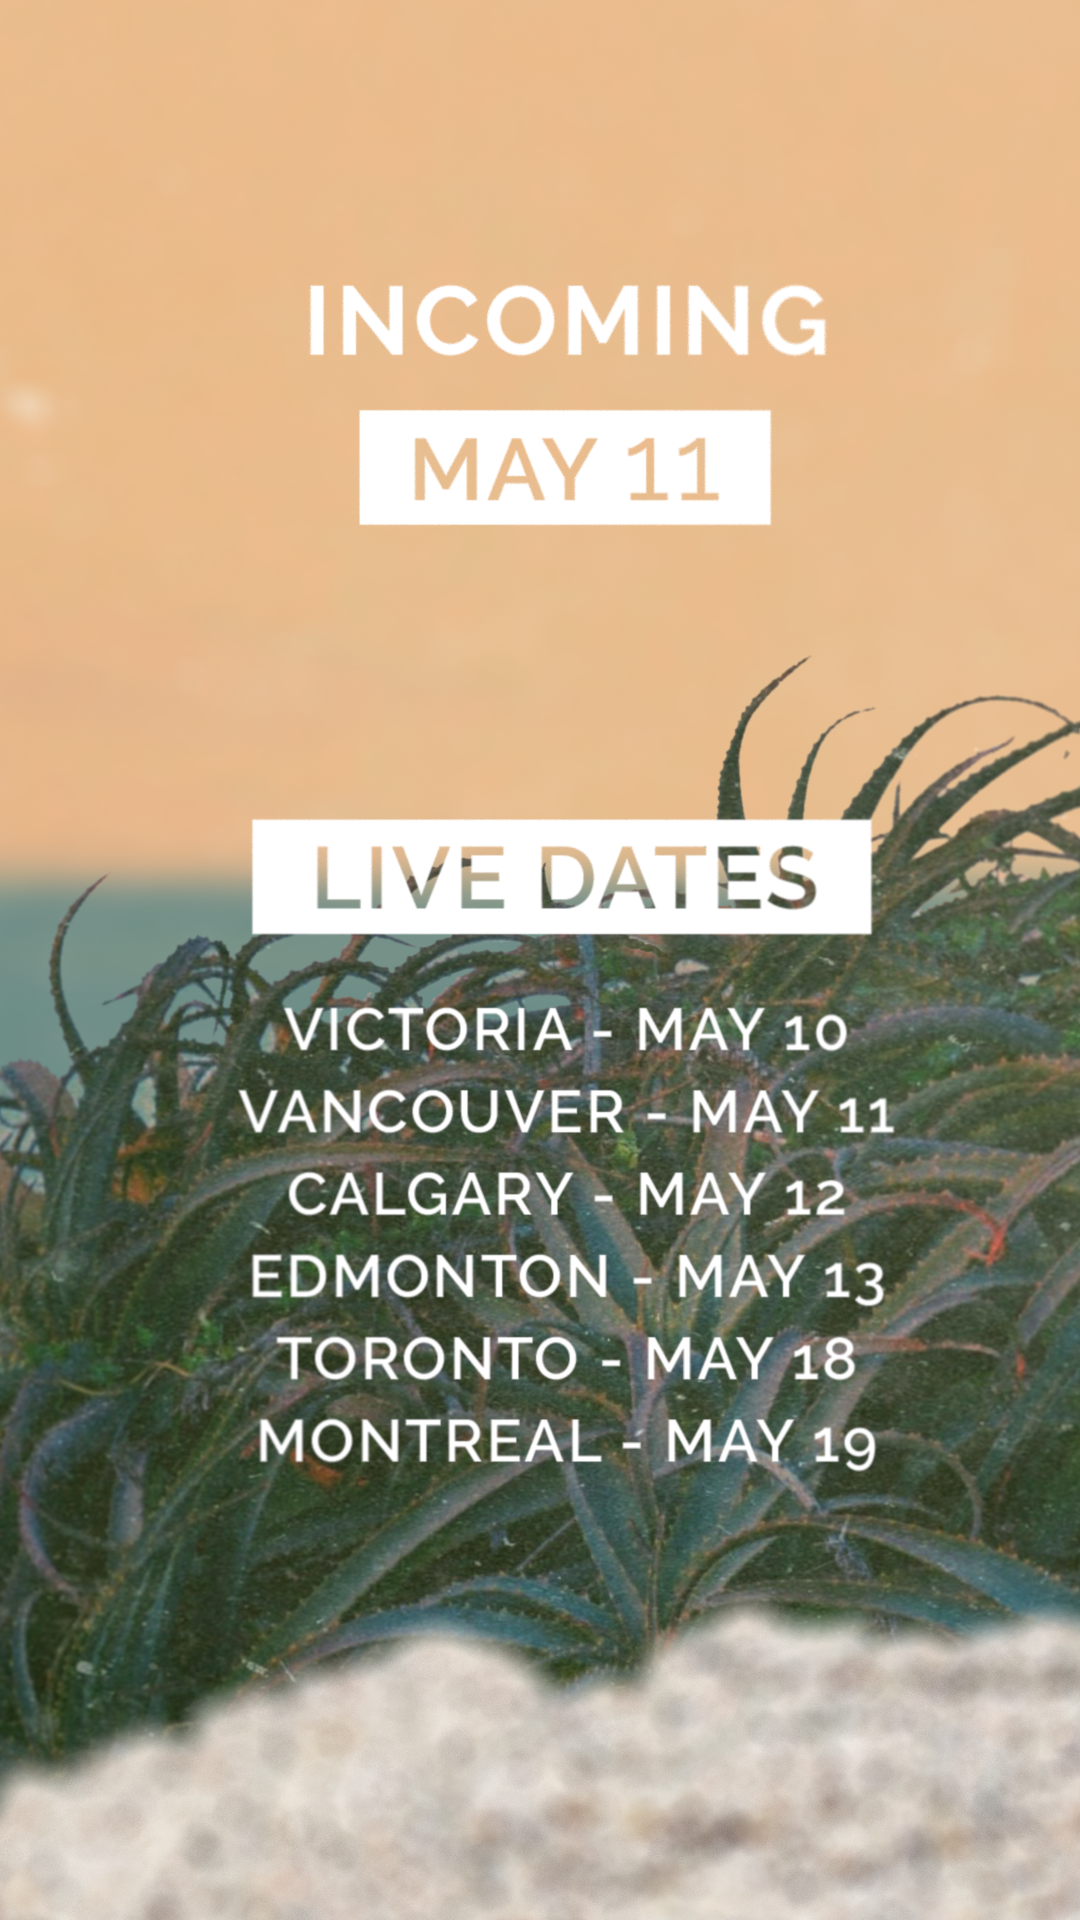 INCOMING
MAY 11
LIVE DATES
VICTORIA - MAY 10
VANCOUVER - MAY 11
CALGARY - MAY 12
EDMONTON - MAY 13
TORONTO - MAY 18
MONTREAL - MAY 19